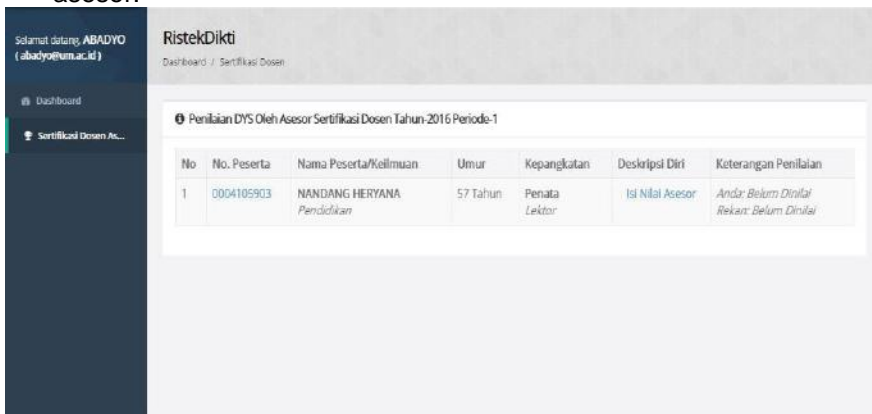 asesor.
Selamat datang, ABADYO
( abadyo@um.ac.id )
Dashboard
Sertifikasi Dosen As...
RistekDikti
Dashboard / Sertifikasi Dosen
Penilaian DYS Oleh Asesor Sertifikasi Dosen Tahun-2016 Periode-1
No No. Peserta Nama Peserta/Keilmuan Umur Kepangkatan Deskripsi Diri Keterangan Penilaian
1 0004105903 NANDANG HERYANA 57 Tahun Penata Isi Nilai Asesor Anda: Belum Dinilai
Pendidikan Lektor Rekan: Belum Dinilai